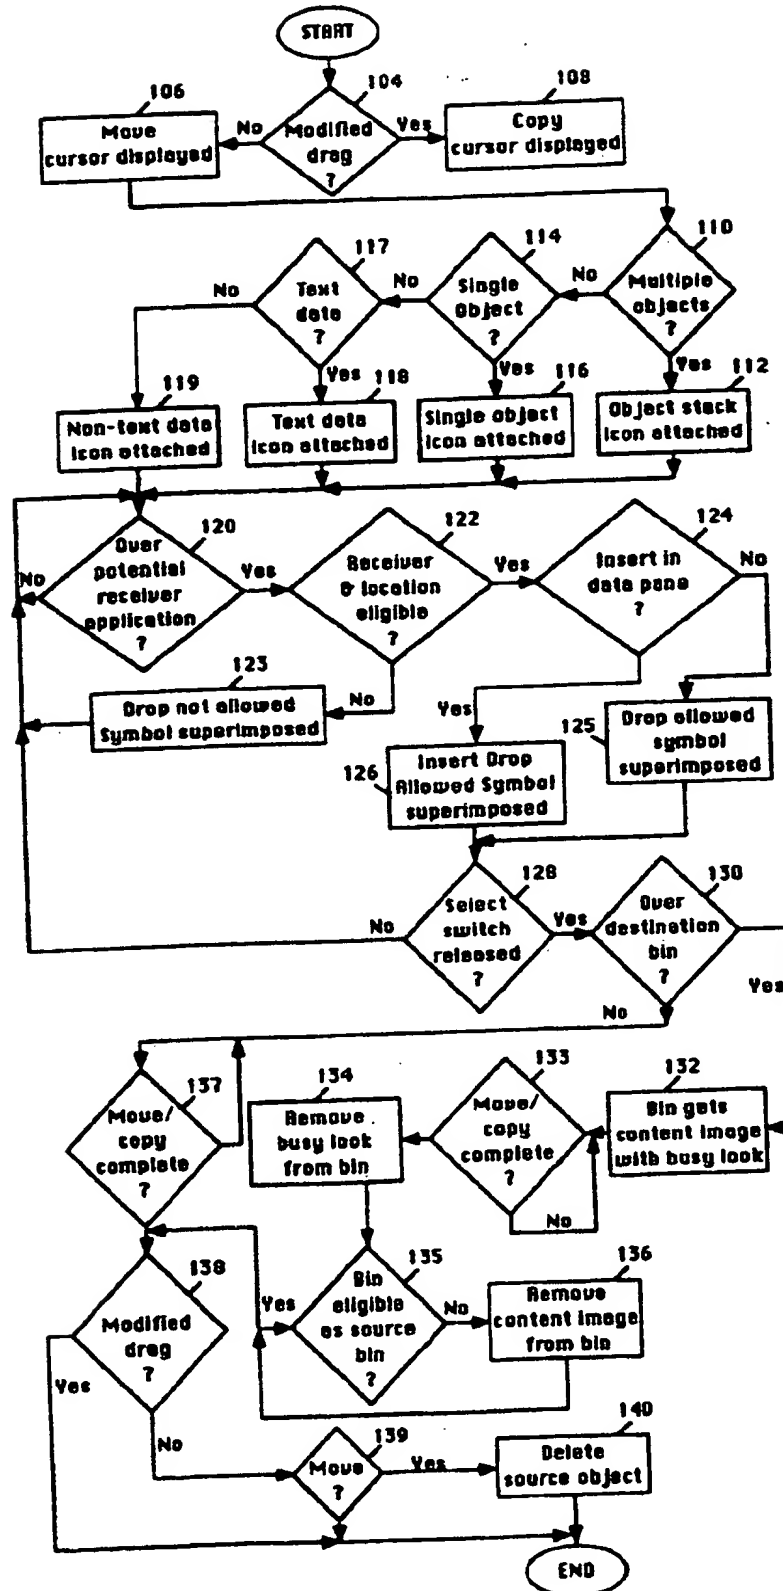 START
104
106
108
Move
cursor displayed
No
Modified
drag
?
Yes
Copy
cursor displayed
110
114
117
Multiple
objects
?
No
Single
Object
?
No
Text
data
?
No
Yes
Yes
Yes
119
118
116
112
Non-text data
icon attached
Text data
icon attached
Single object
icon attached
Object stack
icon attached
120
122
124
Over
potential
receiver
application
?
No
Yes
Receiver
& location
eligible
?
Yes
Insert in
data pane
?
No
123
No
Drop not allowed
Symbol superimposed
Yes
125
Drop allowed
symbol
superimposed
126
Insert Drop
Allowed Symbol
superimposed
128
130
No
Select
switch
released
?
Yes
Over
destination
bin
?
Yes
No
137
134
133
132
Move/
copy
complete
?
Remove
busy look
from bin
Move/
copy
complete
?
No
Bin gets
content image
with busy look
138
135
136
Modified
drag
?
Yes
Yes
Bin
eligible
as source
bin
?
No
Remove
content image
from bin
No
139
140
Move
?
Yes
Delete
source object
END